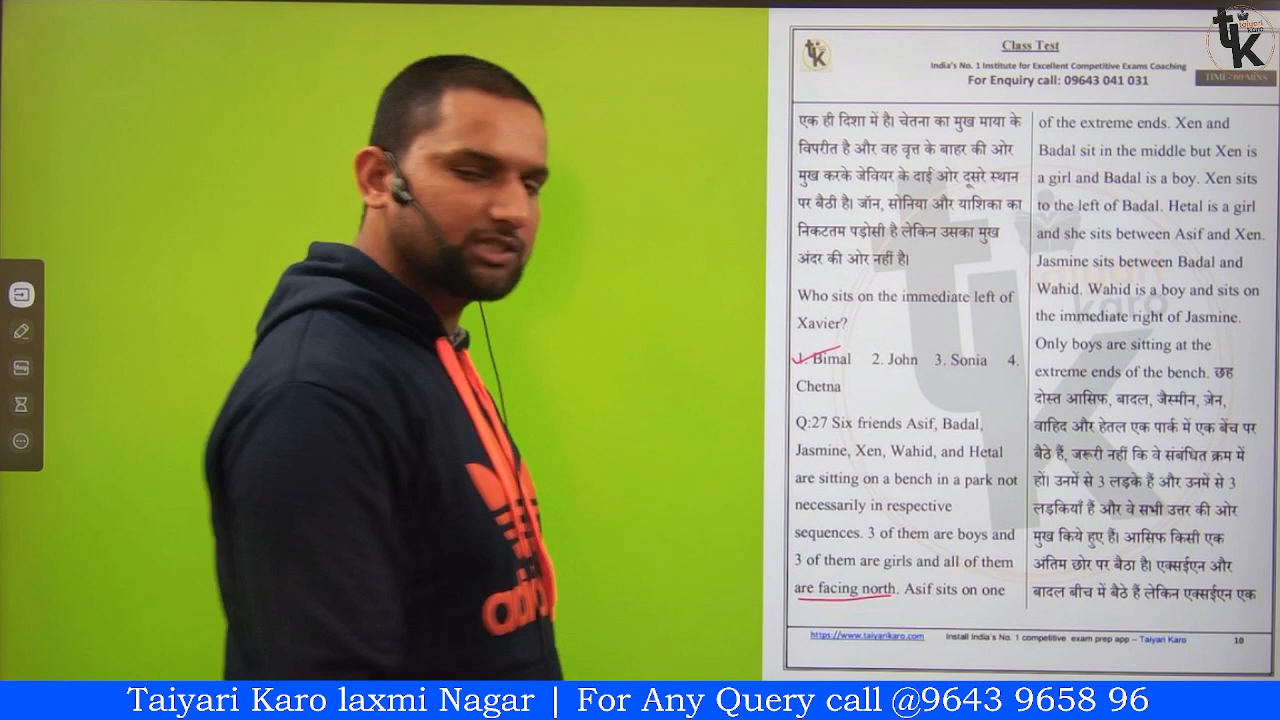 Class Test
India's No. 1 Institute for Excellent Competitive Exams Coaching
For Enquiry call: 09643 041 031
TIME : 60 MINS
एक ही दिशा में है। चेतना का मुख माया के
विपरीत है और वह वृत्त के बाहर की ओर
मुख करके जेवियर के दाई ओर दूसरे स्थान
पर बैठी है। जॉन, सोनिया और याशिका का
निकटतम पड़ोसी है लेकिन उसका मुख
अंदर की ओर नहीं है।
Who sits on the immediate left of
Xavier?
1. Bimal 2. John 3. Sonia 4.
Chetna
Q:27 Six friends Asif, Badal,
Jasmine, Xen, Wahid, and Hetal
are sitting on a bench in a park not
necessarily in respective
sequences. 3 of them are boys and
3 of them are girls and all of them
are facing north. Asif sits on one
of the extreme ends. Xen and
Badal sit in the middle but Xen is
a girl and Badal is a boy. Xen sits
to the left of Badal. Hetal is a girl
and she sits between Asif and Xen.
Jasmine sits between Badal and
Wahid. Wahid is a boy and sits on
the immediate right of Jasmine.
Only boys are sitting at the
extreme ends of the bench. छह
दोस्त आसिफ, बादल, जैस्मीन, ज़ेन,
वाहिद और हेतल एक पार्क में एक बेंच पर
बैठे हैं, जरूरी नहीं कि वे संबंधित क्रम में
हों। उनमें से 3 लड़के हैं और उनमें से 3
लड़कियाँ हैं और वे सभी उत्तर की ओर
मुख किये हुए हैं। आसिफ किसी एक
अंतिम छोर पर बैठा है। एक्सईएन और
बादल बीच में बैठे हैं लेकिन एक्सईएन एक
https://www.taiyarikaro.com Install India's No. 1 competitive exam prep app – Taiyari Karo 10
taiyari
karo
adidas
Taiyari Karo laxmi Nagar | For Any Query call @9643 9658 96